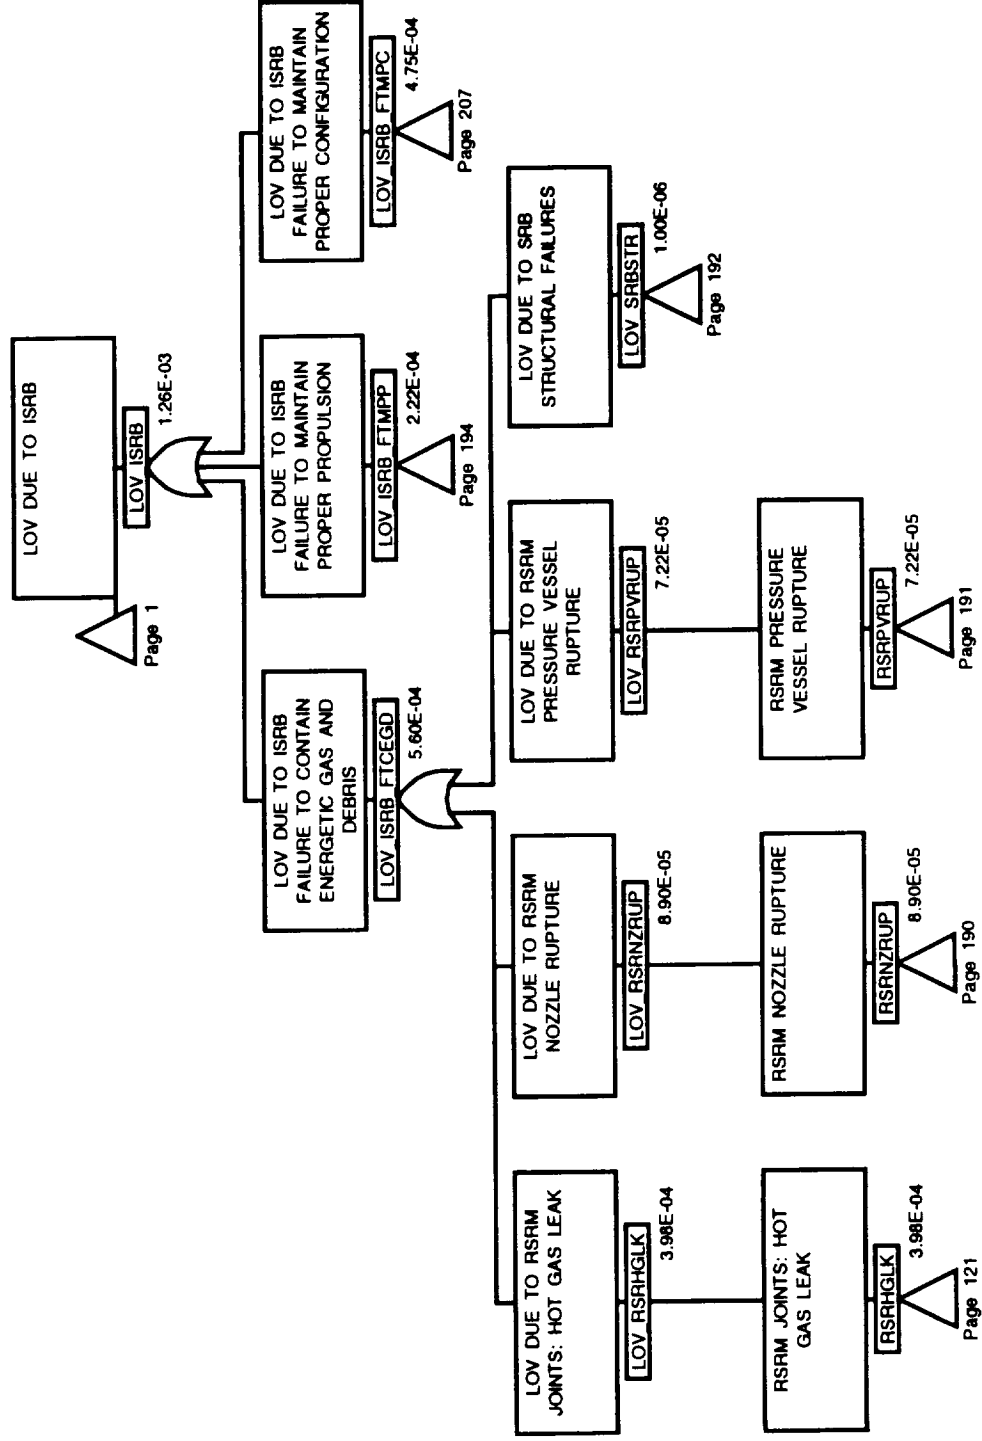 LOV DUE TO ISRB
LOV_ISRB
1.26E-03
Page 1
LOV DUE TO ISRB
FAILURE TO CONTAIN
ENERGETIC GAS AND
DEBRIS
LOV_ISRB_FTCEGD
5.60E-04
LOV DUE TO ISRB
FAILURE TO MAINTAIN
PROPER PROPULSION
LOV_ISRB_FTMPP
2.22E-04
Page 194
LOV DUE TO ISRB
FAILURE TO MAINTAIN
PROPER CONFIGURATION
LOV_ISRB_FTMPC
4.75E-04
Page 207
LOV DUE TO RSRM
JOINTS: HOT GAS LEAK
LOV_RSRHGLK
3.98E-04
LOV DUE TO RSRM
NOZZLE RUPTURE
LOV_RSRNZRUP
8.90E-05
LOV DUE TO RSRM
PRESSURE VESSEL
RUPTURE
LOV_RSRPVRUP
7.22E-05
LOV DUE TO SRB
STRUCTURAL FAILURES
LOV_SRBSTR
1.00E-06
Page 192
RSRM JOINTS: HOT
GAS LEAK
RSRHGLK
3.98E-04
Page 121
RSRM NOZZLE RUPTURE
RSRNZRUP
8.90E-05
Page 190
RSRM PRESSURE
VESSEL RUPTURE
RSRPVRUP
7.22E-05
Page 191